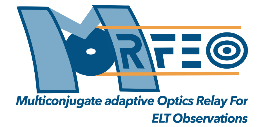 MORFEO
Multiconjugate adaptive Optics Relay For
ELT Observations